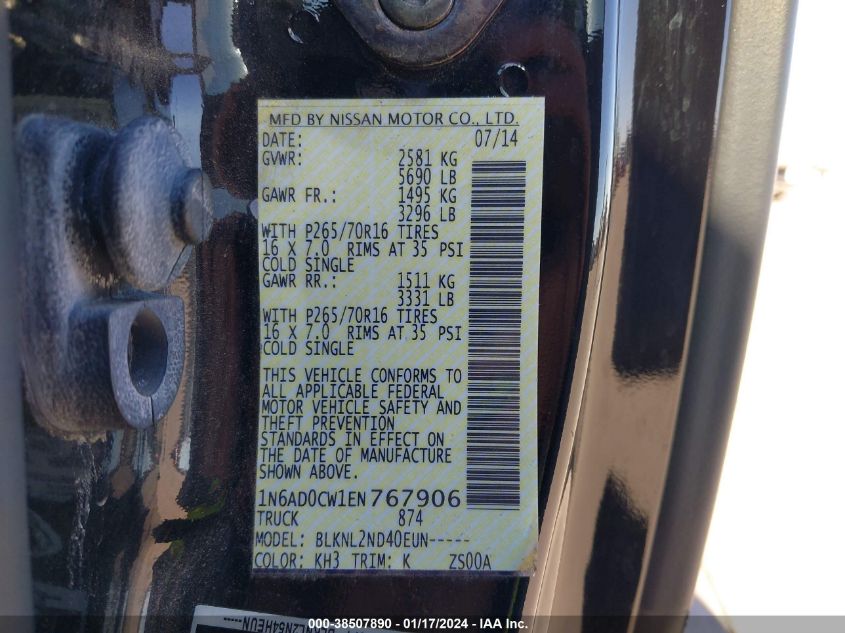 MFD BY NISSAN MOTOR CO., LTD.
DATE: 07/14
GVWR: 2581 KG
5690 LB
GAWR FR.: 1495 KG
3296 LB
WITH P265/70R16 TIRES
16 X 7.0 RIMS AT 35 PSI
COLD SINGLE
GAWR RR.: 1511 KG
3331 LB
WITH P265/70R16 TIRES
16 X 7.0 RIMS AT 35 PSI
COLD SINGLE
THIS VEHICLE CONFORMS TO
ALL APPLICABLE FEDERAL
MOTOR VEHICLE SAFETY AND
THEFT PREVENTION
STANDARDS IN EFFECT ON
THE DATE OF MANUFACTURE
SHOWN ABOVE.
1N6AD0CW1EN767906
TRUCK 874
MODEL: BLKNL2ND40EUN-----
COLOR: KH3 TRIM: K ZS00A
000-38507890 - 01/17/2024 - IAA Inc.